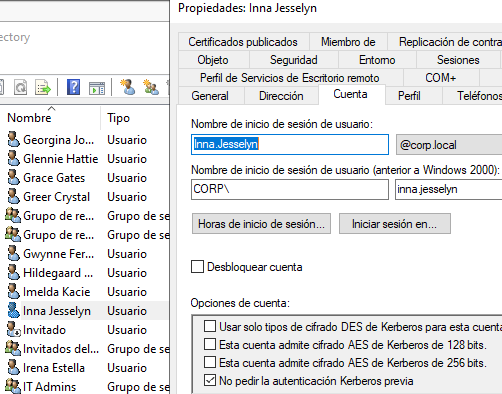 ectory
Nombre
Tipo
Georgina Jo...
Usuario
Glennie Hattie
Usuario
Grace Gates
Usuario
Greer Crystal
Usuario
Grupo de re...
Grupo de se
Grupo de re...
Grupo de se
Gwynne Fer...
Usuario
Hildegaard ...
Usuario
Imelda Kacie
Usuario
Inna Jesselyn
Usuario
Invitado
Usuario
Invitados del...
Grupo de se
Irena Estella
Usuario
IT Admins
Grupo de se
Propiedades: Inna Jesselyn
Certificados publicados
Miembro de
Replicación de contra
Objeto
Seguridad
Entorno
Sesiones
Perfil de Servicios de Escritorio remoto
COM+
General
Dirección
Cuenta
Perfil
Teléfonos
Nombre de inicio de sesión de usuario:
Inna.Jesselyn
@corp.local
Nombre de inicio de sesión de usuario (anterior a Windows 2000):
CORP\
inna.jesselyn
Horas de inicio de sesión...
Iniciar sesión en...
Desbloquear cuenta
Opciones de cuenta:
Usar solo tipos de cifrado DES de Kerberos para esta cuenta
Esta cuenta admite cifrado AES de Kerberos de 128 bits.
Esta cuenta admite cifrado AES de Kerberos de 256 bits.
No pedir la autenticación Kerberos previa